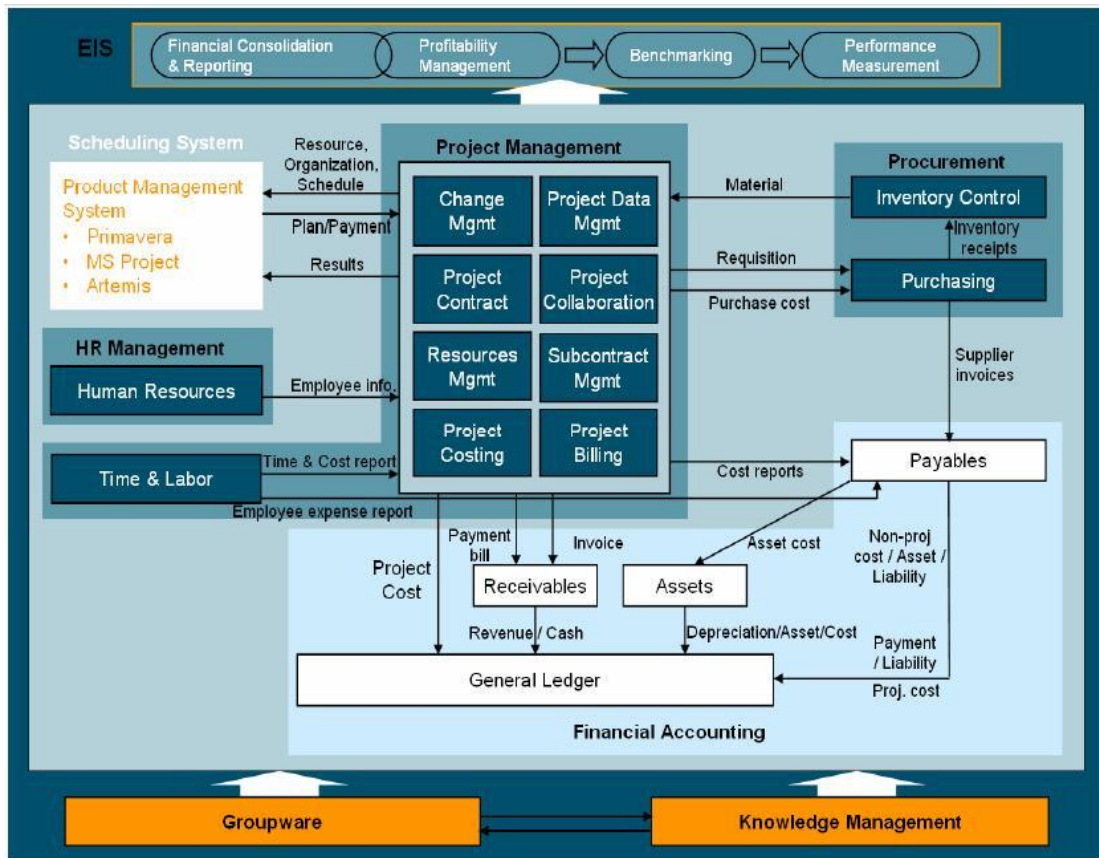 EIS
Financial Consolidation
& Reporting
Profitability
Management
Benchmarking
Performance
Measurement
Scheduling System
Product Management
System
• Primavera
• MS Project
• Artemis
Resource,
Organization,
Schedule
Plan/Payment
Results
Project Management
Change
Mgmt
Project Data
Mgmt
Project
Contract
Project
Collaboration
Resources
Mgmt
Subcontract
Mgmt
Project
Costing
Project
Billing
Material
Requisition
Purchase cost
Procurement
Inventory Control
Inventory
receipts
Purchasing
Supplier
invoices
HR Management
Human Resources
Employee info.
Time & Labor
Time & Cost report
Employee expense report
Cost reports
Payables
Project
Cost
Payment
bill
Invoice
Asset cost
Non-proj
cost / Asset /
Liability
Receivables
Assets
Revenue / Cash
Depreciation/Asset/Cost
Payment
/ Liability
Proj. cost
General Ledger
Financial Accounting
Groupware
Knowledge Management